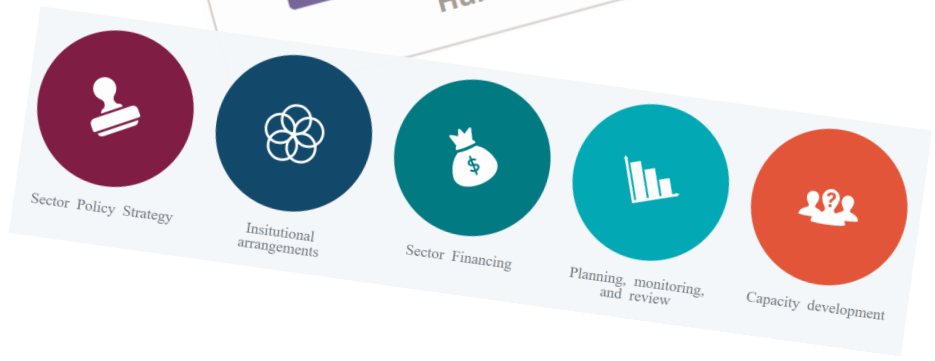 Sector Policy Strategy
Insitutional
arrangements
Sector Financing
Planning, monitoring,
and review
Capacity development